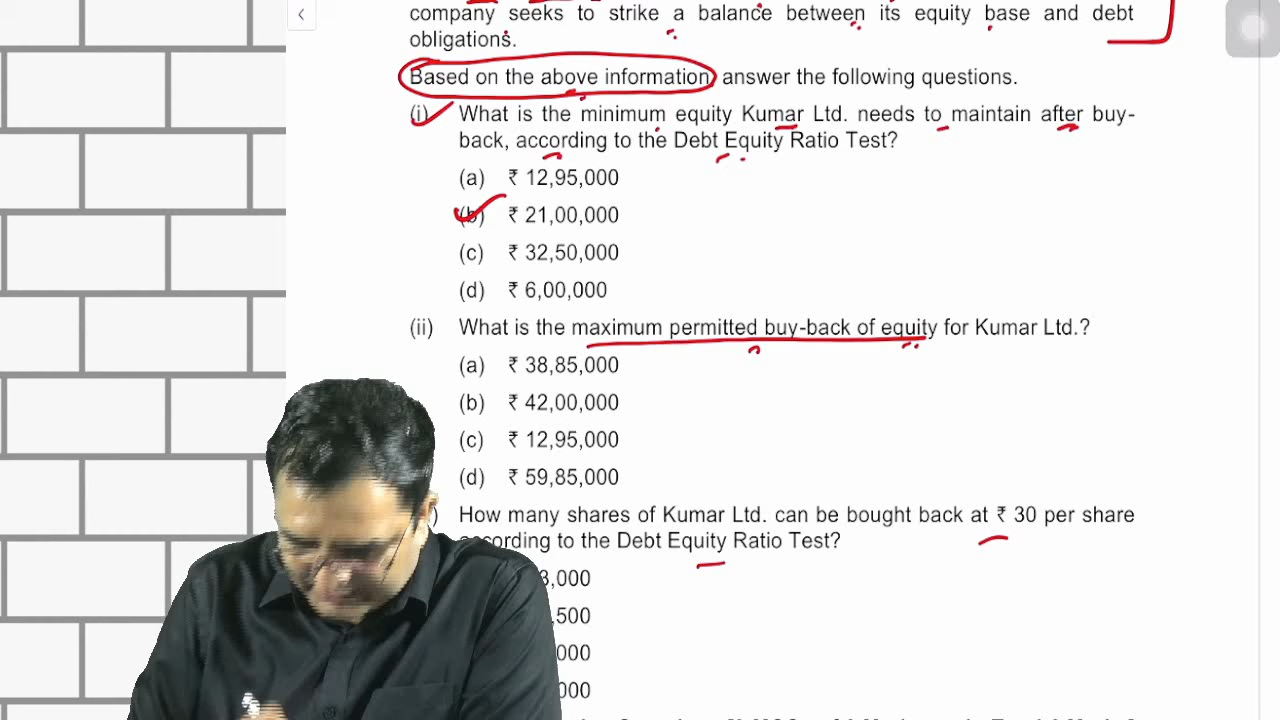 company seeks to strike a balance between its equity base and debt
obligations.
Based on the above information, answer the following questions.
(i) What is the minimum equity Kumar Ltd. needs to maintain after buy-
back, according to the Debt Equity Ratio Test?
(a) ₹ 12,95,000
(b) ₹ 21,00,000
(c) ₹ 32,50,000
(d) ₹ 6,00,000
(ii) What is the maximum permitted buy-back of equity for Kumar Ltd.?
(a) ₹ 38,85,000
(b) ₹ 42,00,000
(c) ₹ 12,95,000
(d) ₹ 59,85,000
How many shares of Kumar Ltd. can be bought back at ₹ 30 per share
according to the Debt Equity Ratio Test?